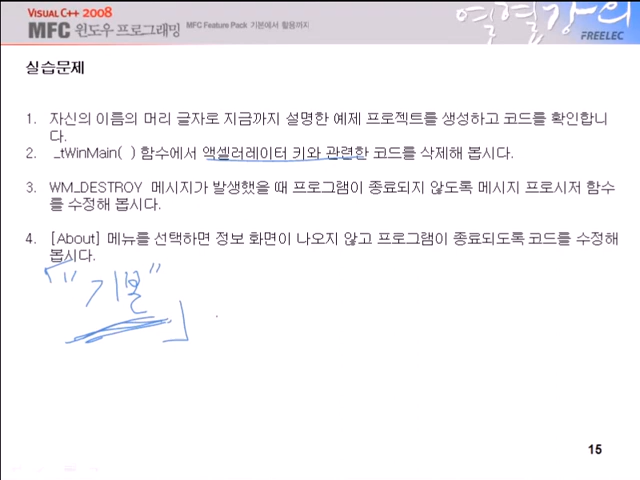 VISUAL C++ 2008
MFC 윈도우 프로그래밍 MFC Feature Pack 기본에서 활용까지
열혈강의
FREELEC
실습문제
1. 자신의 이름의 머리 글자로 지금까지 설명한 예제 프로젝트를 생성하고 코드를 확인합니
다.
2. _tWinMain( ) 함수에서 액셀러레이터 키와 관련한 코드를 삭제해 봅시다.
3. WM_DESTROY 메시지가 발생했을 때 프로그램이 종료되지 않도록 메시지 프로시저 함수
를 수정해 봅시다.
4. [About] 메뉴를 선택하면 정보 화면이 나오지 않고 프로그램이 종료되도록 코드를 수정해
봅시다.
「"기본"」
15